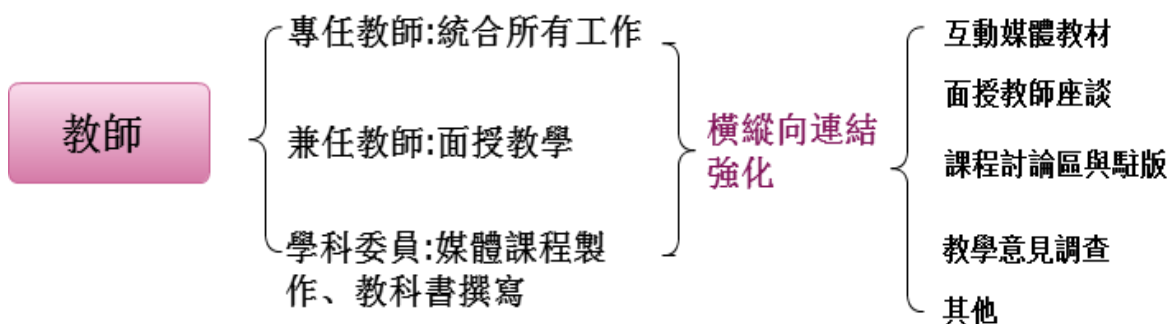 教師
專任教師:統合所有工作
兼任教師:面授教學
學科委員:媒體課程製
作、教科書撰寫
橫縱向連結
強化
互動媒體教材
面授教師座談
課程討論區與駐版
教學意見調查
其他